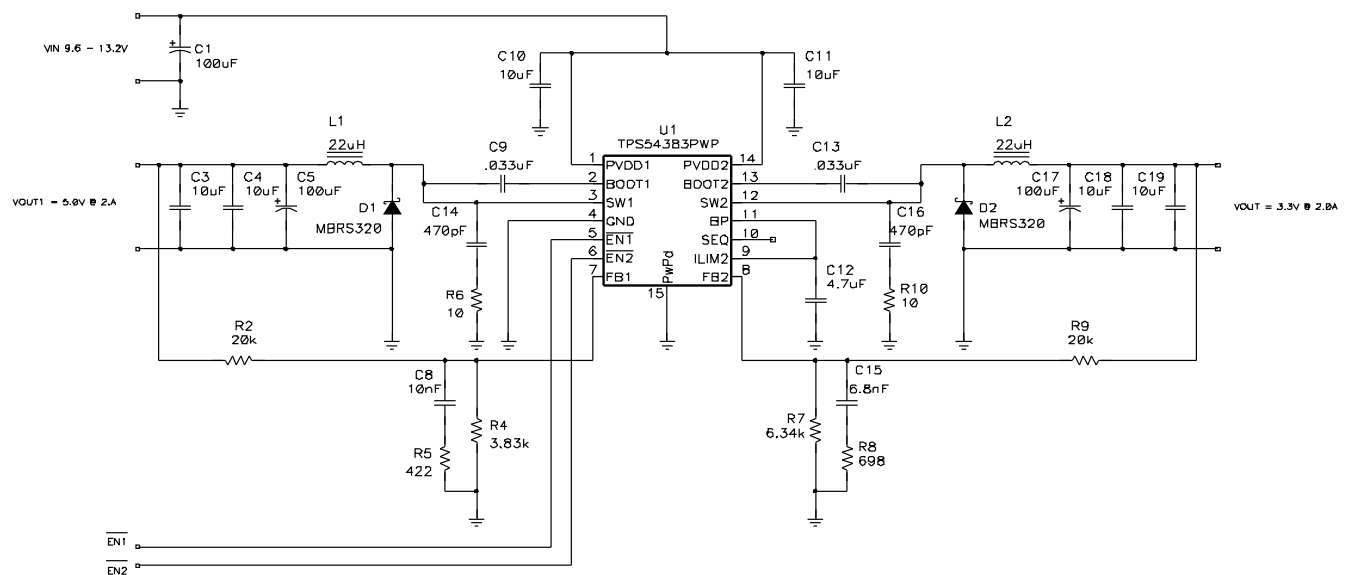 VIN 9.6 - 13.2V
C1
100uF
C10
10uF
C11
10uF
U1
TPS54383PWP
L1
22uH
L2
22uH
C3
10uF
C4
10uF
C5
100uF
VOUT1 = 5.0V @ 2.A
D1
MBRS320
C9
.033uF
C14
470pF
R6
10
1 PVDD1
2 BOOT1
3 SW1
4 GND
5 EN1
6 EN2
7 FB1
PVDD2 14
BOOT2 13
SW2 12
BP 11
SEQ 10
ILIM2 9
FB2 8
PwPd
15
C13
.033uF
C16
470pF
R10
10
C12
4.7uF
D2
MBRS320
C17
100uF
C18
10uF
C19
10uF
VOUT = 3.3V @ 2.0A
R2
20k
R9
20k
C8
10nF
R5
422
R4
3.83k
C15
6.8nF
R7
6.34k
R8
698
EN1
EN2